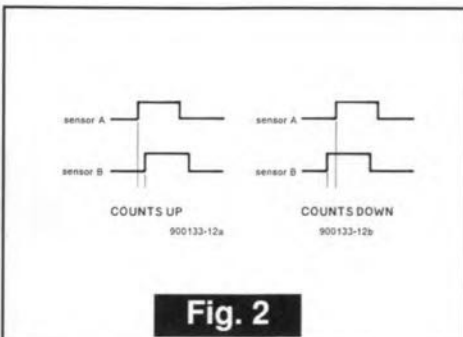 sensor A
sensor B
COUNTS UP
900133-12a
sensor A
sensor B
COUNTS DOWN
900133-12b
Fig. 2